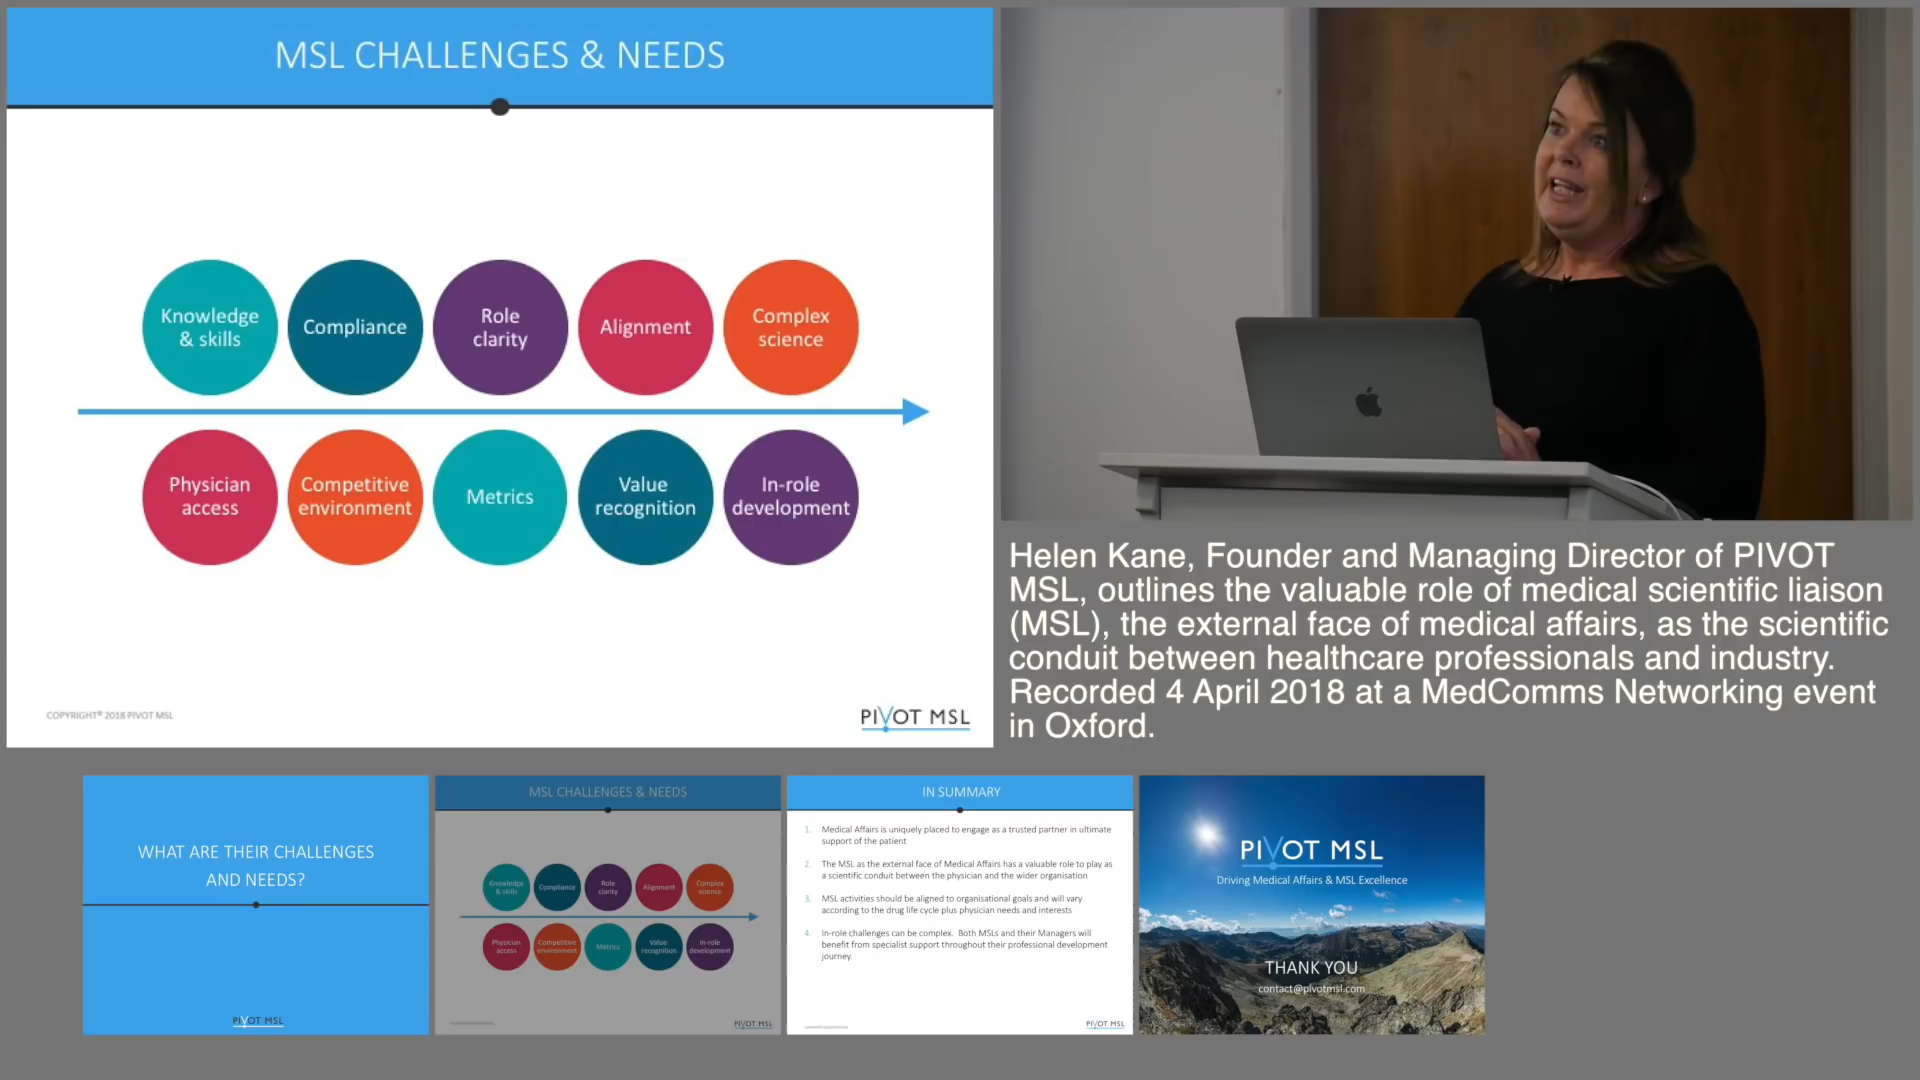 MSL CHALLENGES & NEEDS
Knowledge
& skills
Compliance
Role
clarity
Alignment
Complex
science
Physician
access
Competitive
environment
Metrics
Value
recognition
In-role
development
COPYRIGHT® 2018 PIVOT MSL
PIVOT MSL
Helen Kane, Founder and Managing Director of PIVOT
MSL, outlines the valuable role of medical scientific liaison
(MSL), the external face of medical affairs, as the scientific
conduit between healthcare professionals and industry.
Recorded 4 April 2018 at a MedComms Networking event
in Oxford.
WHAT ARE THEIR CHALLENGES
AND NEEDS?
PIVOT MSL
MSL CHALLENGES & NEEDS
Knowledge
& skills
Compliance
Role
clarity
Alignment
Complex
science
Physician
access
Competitive
environment
Metrics
Value
recognition
In-role
development
PIVOT MSL
IN SUMMARY
1. Medical Affairs is uniquely placed to engage as a trusted partner in ultimate
support of the patient
2. The MSL as the external face of Medical Affairs has a valuable role to play as
a scientific conduit between the physician and the wider organisation
3. MSL activities should be aligned to organisational goals and will vary
according to the drug life cycle plus physician needs and interests
4. In-role challenges can be complex. Both MSLs and their Managers will
benefit from specialist support throughout their professional development
journey.
PIVOT MSL
PIVOT MSL
Driving Medical Affairs & MSL Excellence
THANK YOU
contact@pivotmsl.com